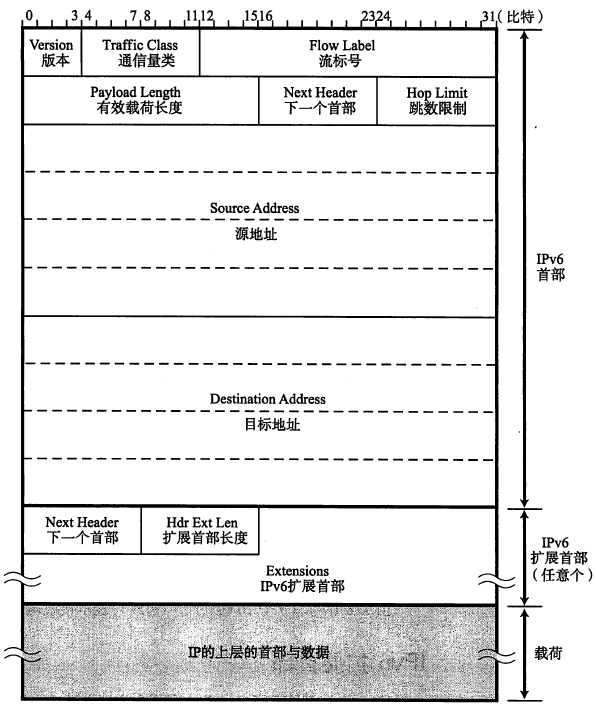 0 3 4 7 8 11 12 15 16 23 24 31 (比特)
Version Traffic Class Flow Label
版本 通信量类 流标号
Payload Length Next Header Hop Limit
有效载荷长度 下一个首部 跳数限制
Source Address
源地址
IPv6
首部
Destination Address
目标地址
Next Header Hdr Ext Len
下一个首部 扩展首部长度
IPv6
扩展首部
(任意个)
Extensions
IPv6扩展首部
IP的上层的首部与数据
载荷